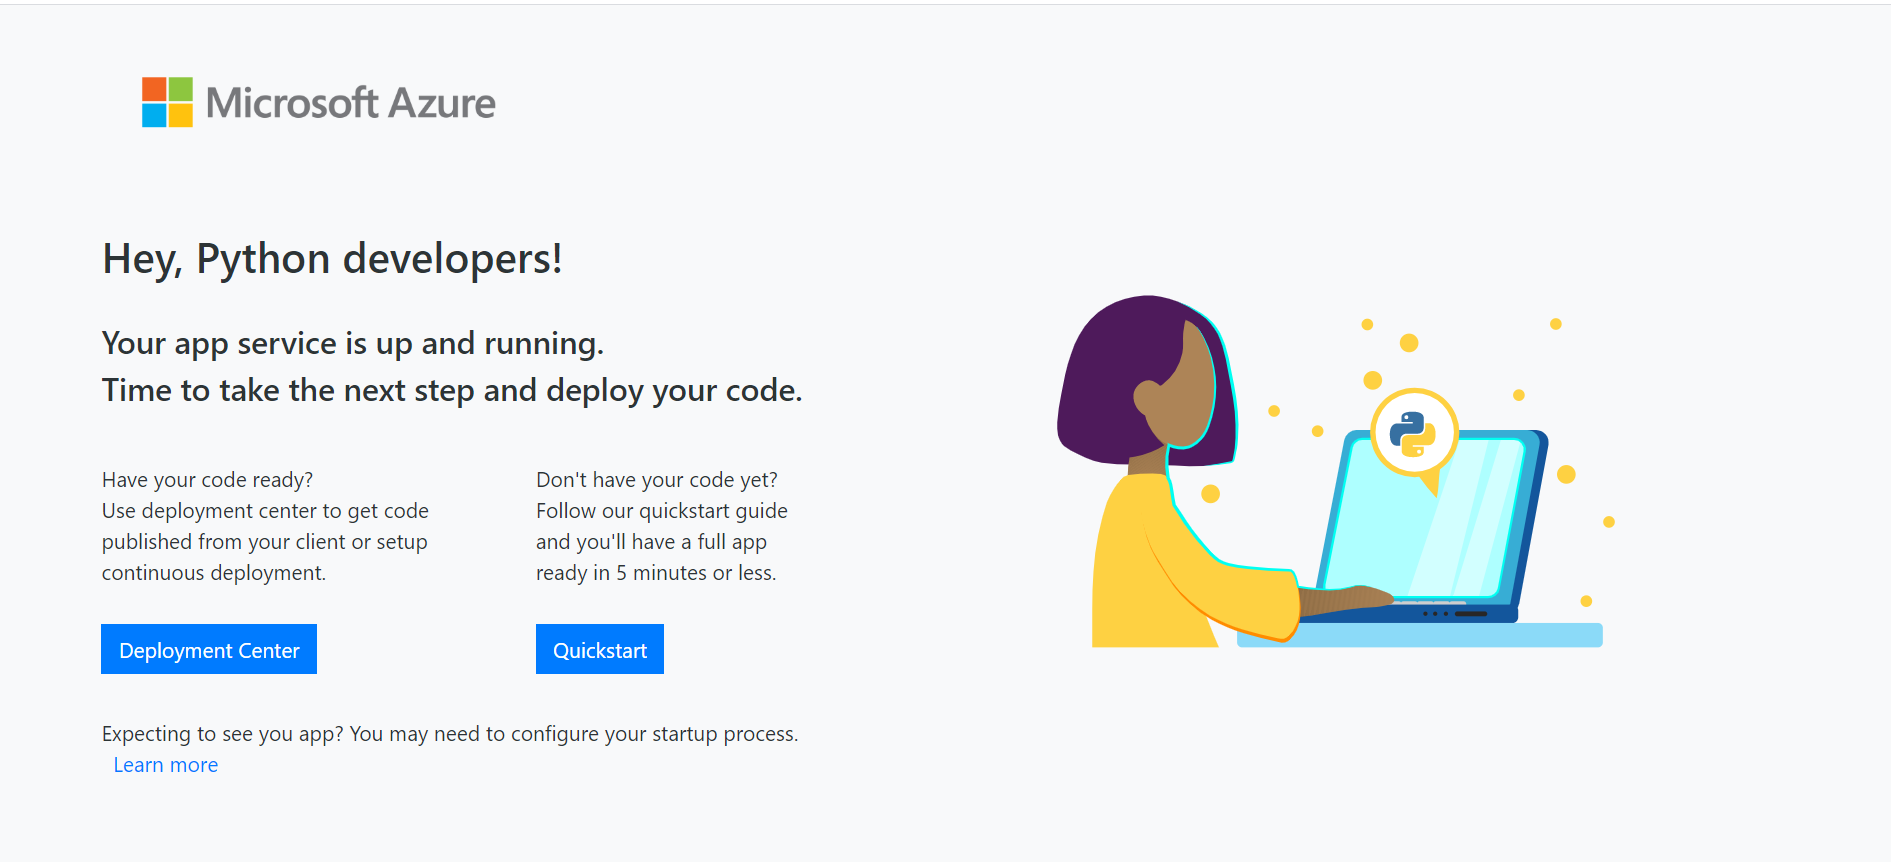 Microsoft Azure
Hey, Python developers!
Your app service is up and running.
Time to take the next step and deploy your code.
Have your code ready?
Use deployment center to get code
published from your client or setup
continuous deployment.
Deployment Center
Don't have your code yet?
Follow our quickstart guide
and you'll have a full app
ready in 5 minutes or less.
Quickstart
Expecting to see you app? You may need to configure your startup process.
Learn more